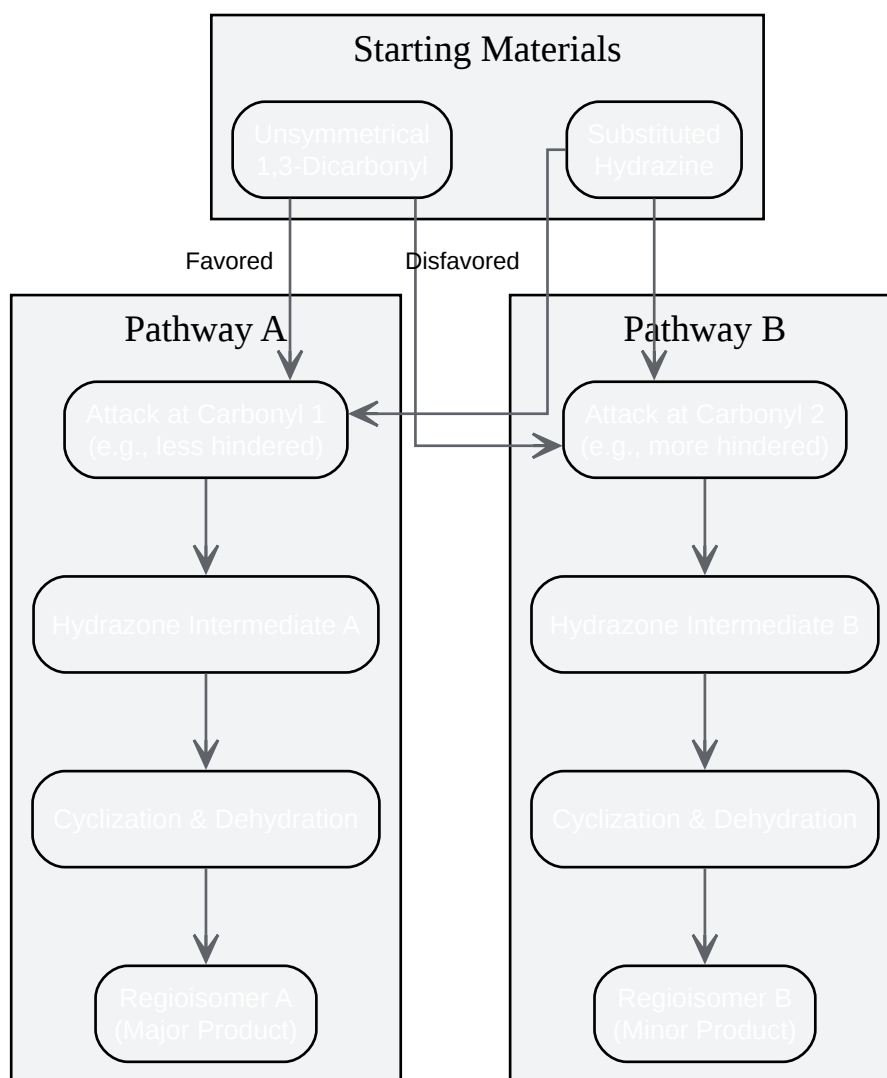 Starting Materials
Unsymmetrical
1,3-Dicarbonyl
Substituted
Hydrazine
Favored
Disfavored
Pathway A
Pathway B
Attack at Carbonyl 1
(e.g., less hindered)
Attack at Carbonyl 2
(e.g., more hindered)
Hydrazone Intermediate A
Hydrazone Intermediate B
Cyclization & Dehydration
Cyclization & Dehydration
Regioisomer A
(Major Product)
Regioisomer B
(Minor Product)